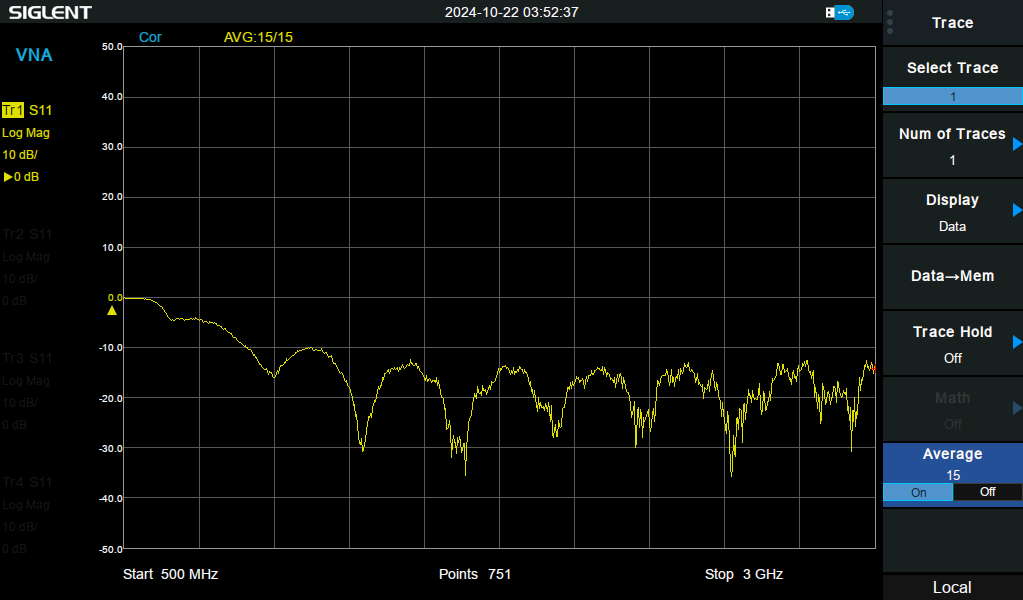 SIGLENT
2024-10-22 03:52:37
VNA
Cor
AVG:15/15
Tr1 S11
Log Mag
10 dB/
0 dB
Tr2 S11
Log Mag
10 dB/
0 dB
Tr3 S11
Log Mag
10 dB/
0 dB
Tr4 S11
Log Mag
10 dB/
0 dB
50.0
40.0
30.0
20.0
10.0
0.0
-10.0
-20.0
-30.0
-40.0
-50.0
Start 500 MHz
Points 751
Stop 3 GHz
Trace
Select Trace
1
Num of Traces
1
Display
Data
Data→Mem
Trace Hold
Off
Math
Off
Average
15
On Off
Local